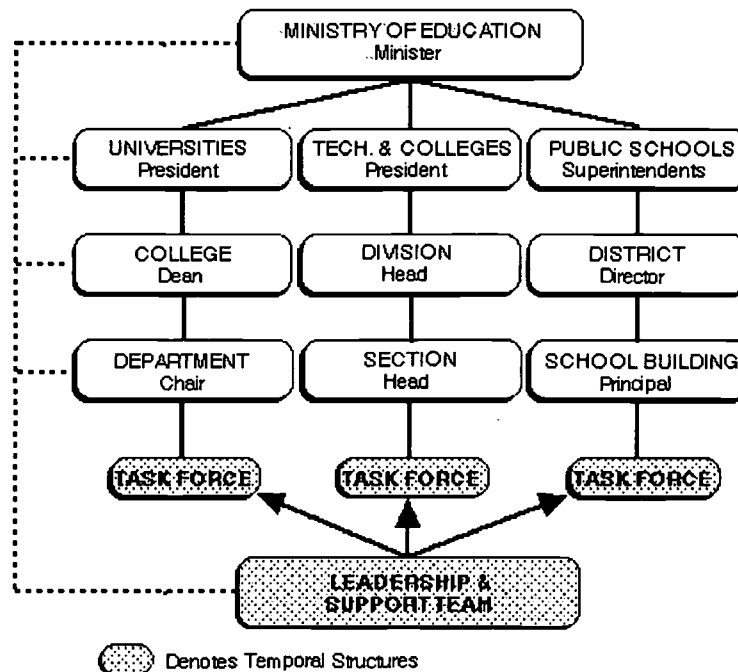 MINISTRY OF EDUCATION
Minister
UNIVERSITIES
President
TECH. & COLLEGES
President
PUBLIC SCHOOLS
Superintendents
COLLEGE
Dean
DIVISION
Head
DISTRICT
Director
DEPARTMENT
Chair
SECTION
Head
SCHOOL BUILDING
Principal
TASK FORCE
TASK FORCE
TASK FORCE
LEADERSHIP &
SUPPORT TEAM
Denotes Temporal Structures